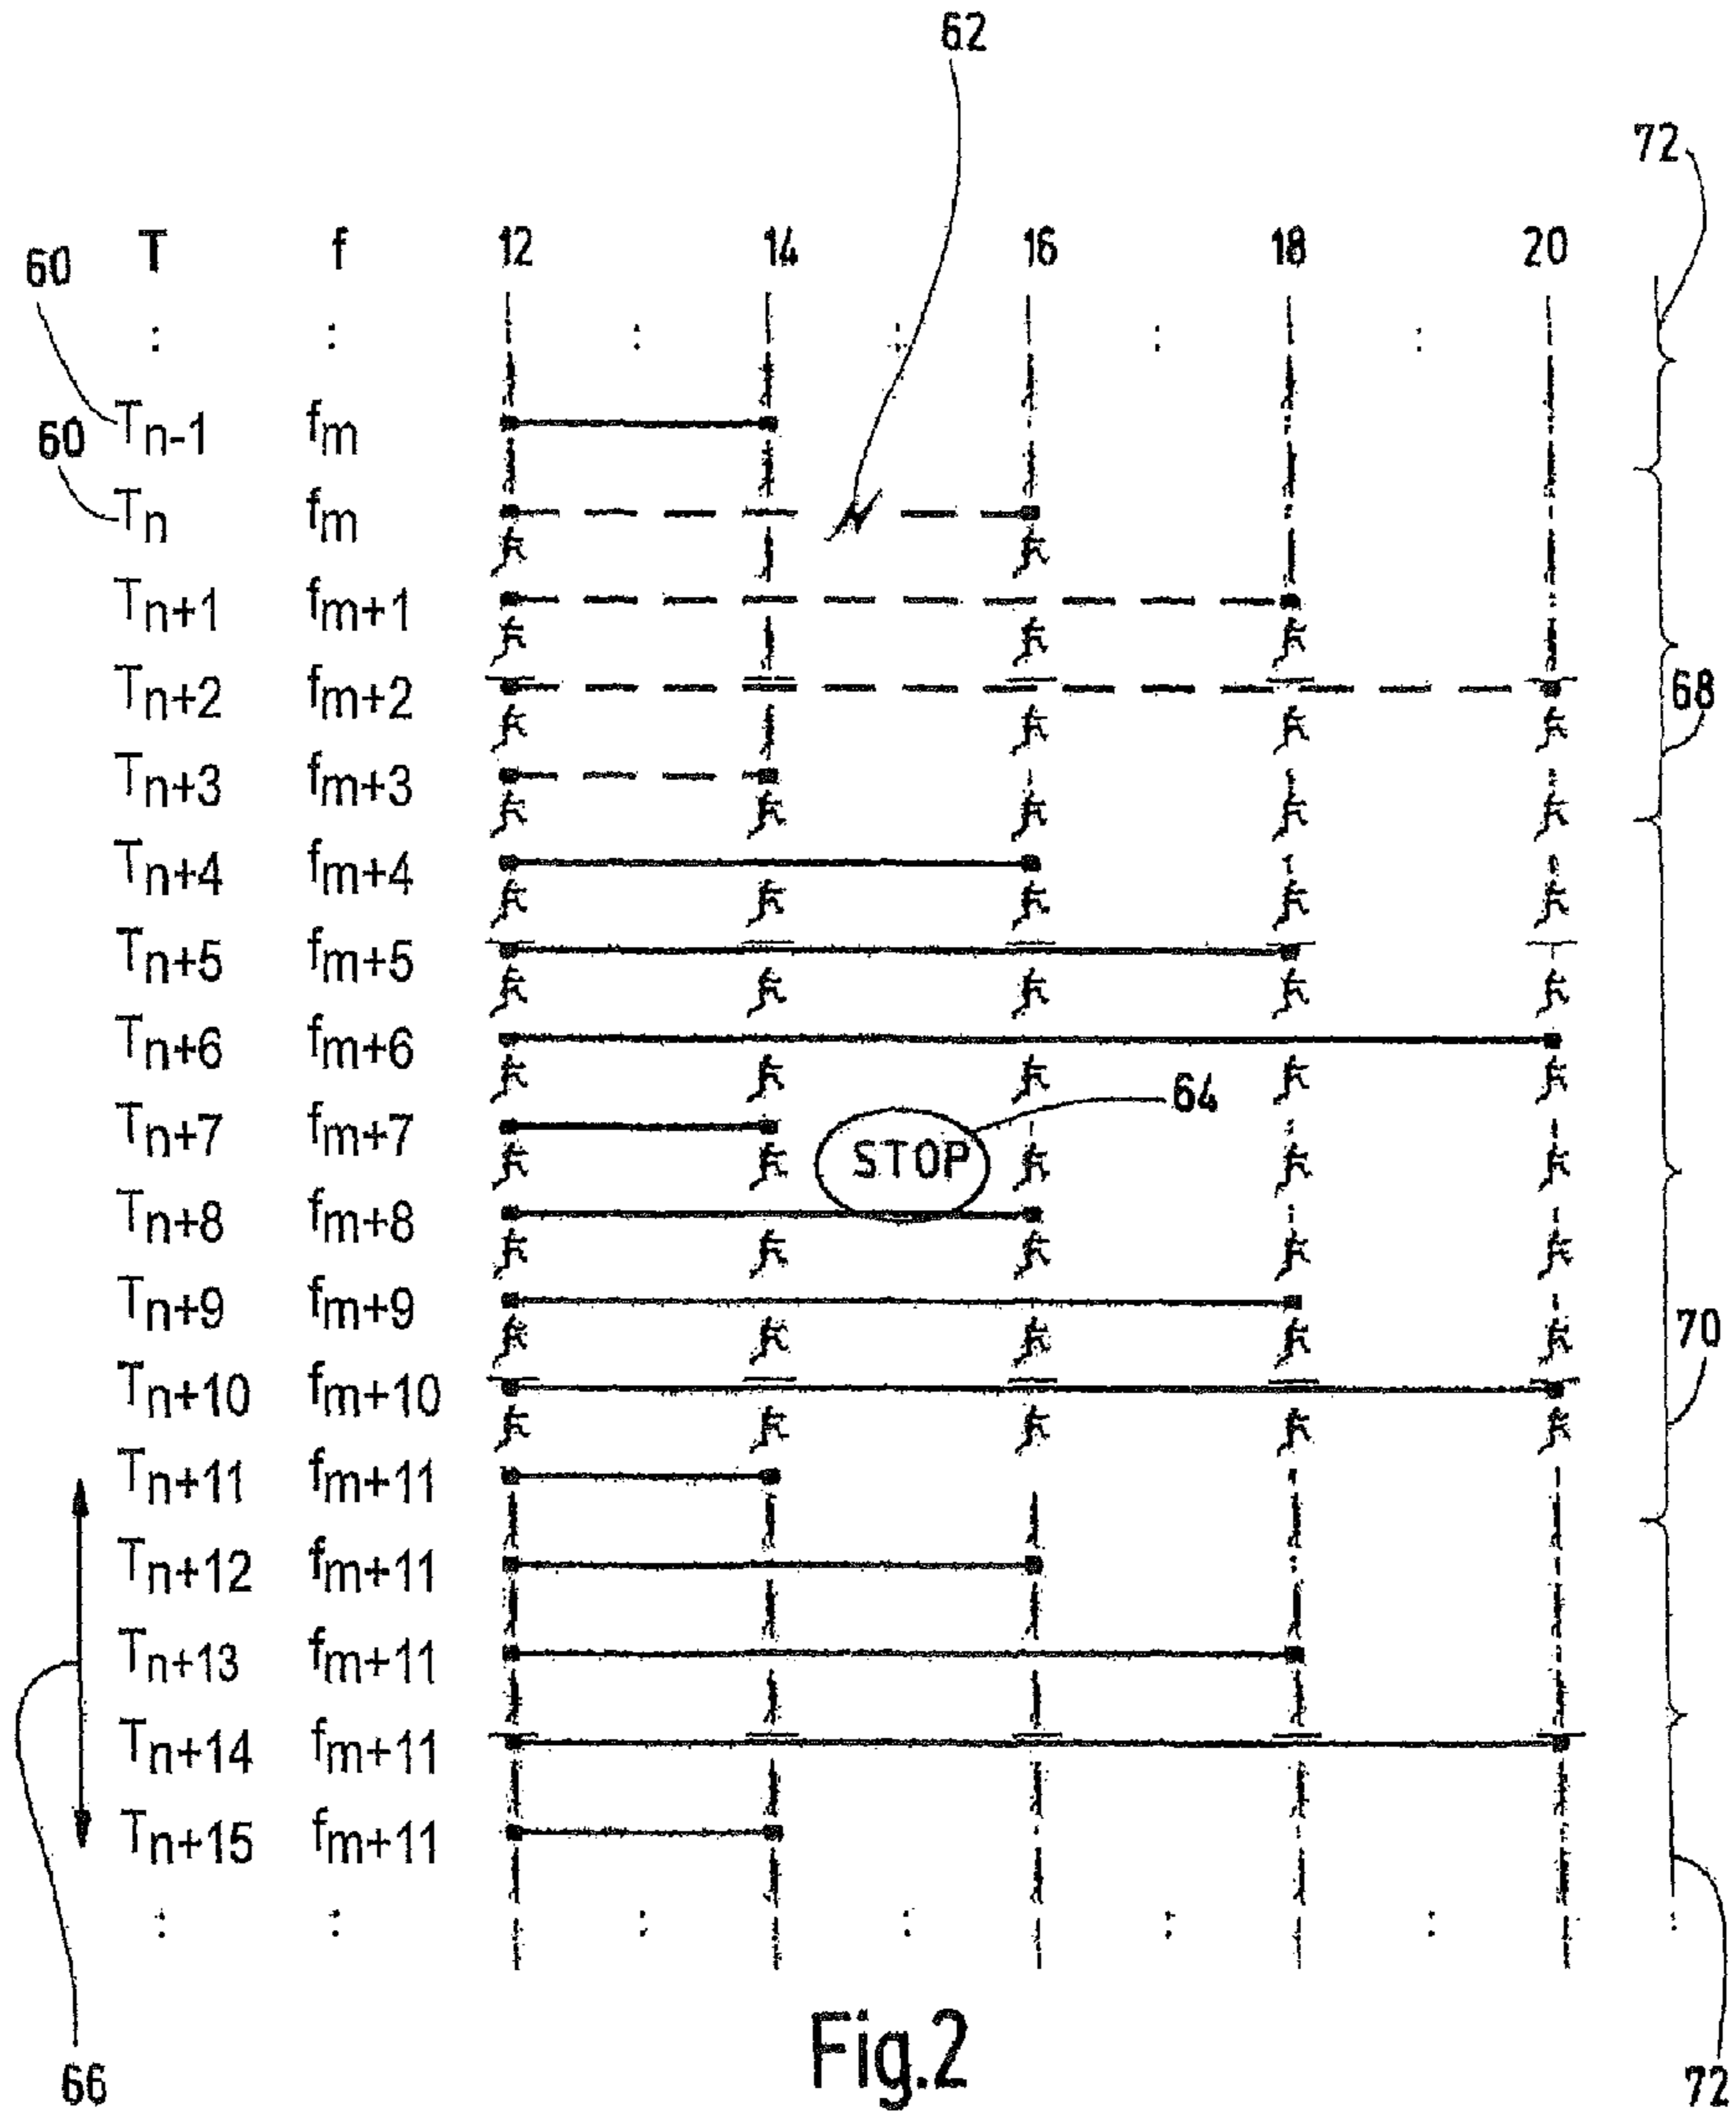 62
72
60 T f 12 14 16 18 20
: : : : : :
Tn-1 fm
60 Tn fm
Tn+1 fm+1
Tn+2 fm+2 68
Tn+3 fm+3
Tn+4 fm+4
Tn+5 fm+5
Tn+6 fm+6
64
Tn+7 fm+7 STOP
Tn+8 fm+8
Tn+9 fm+9 70
Tn+10 fm+10
Tn+11 fm+11
Tn+12 fm+11
Tn+13 fm+11
Tn+14 fm+11
Tn+15 fm+11
: : : : : : :
Fig.2
66 72